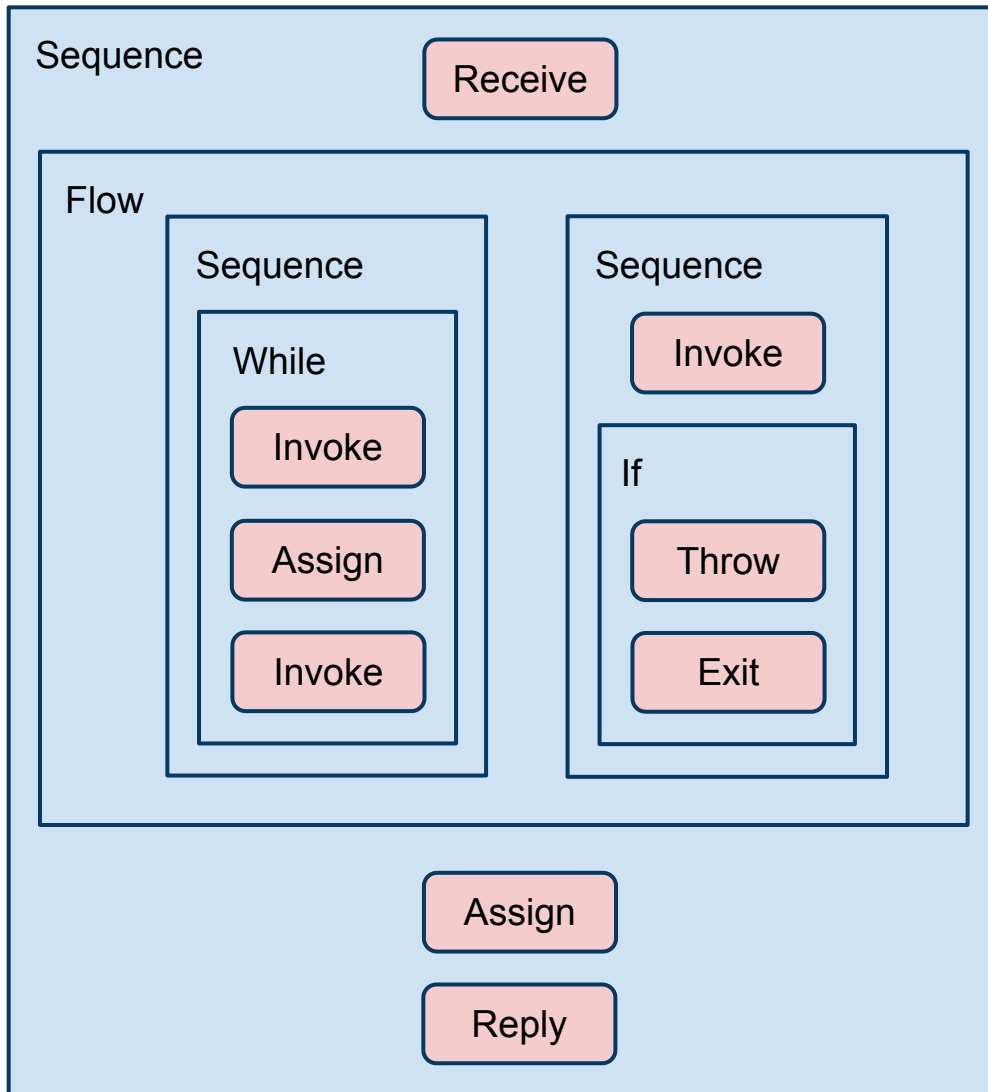 Sequence
Receive
Flow
Sequence
While
Invoke
Assign
Invoke
Sequence
Invoke
If
Throw
Exit
Assign
Reply